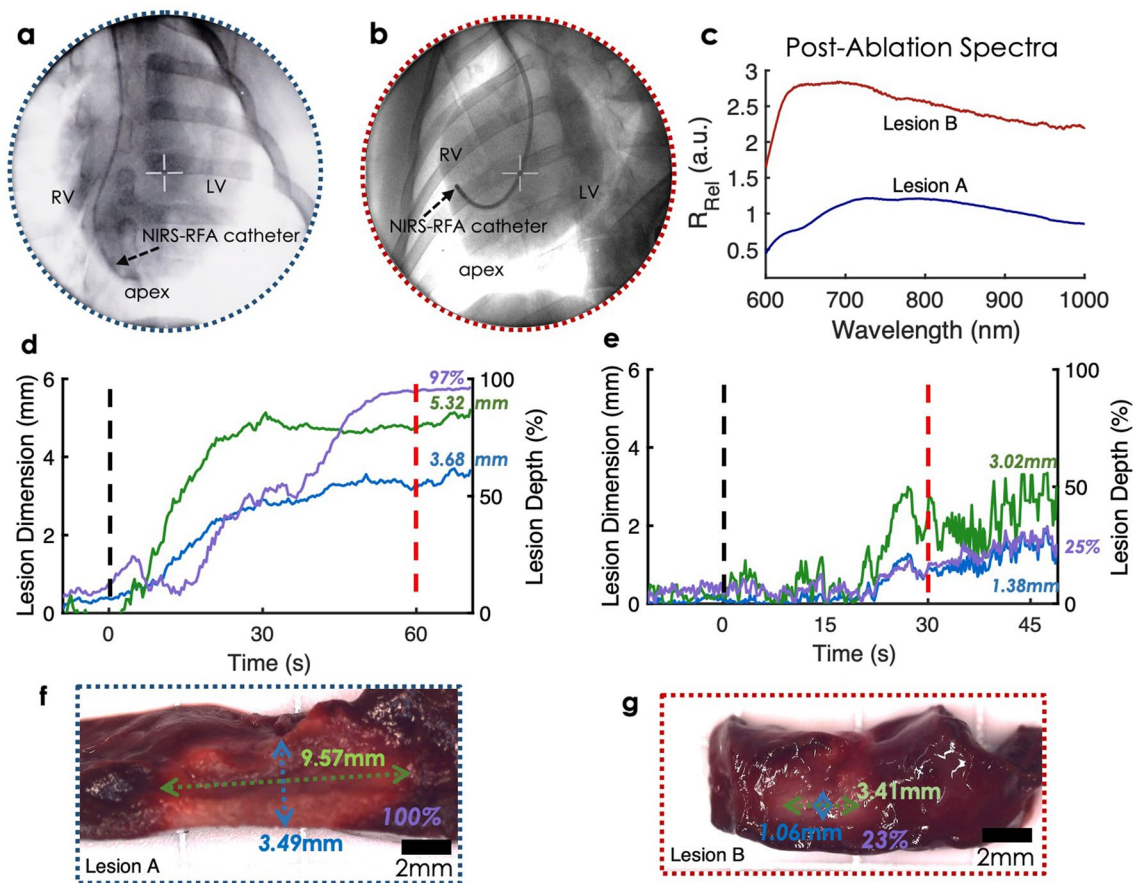 a
RV
LV
NIRS-RFA catheter
apex
b
RV
LV
NIRS-RFA catheter
apex
c
Post-Ablation Spectra
R_Rel (a.u.)
3
2.5
2
1.5
1
0.5
Lesion B
Lesion A
600
700
800
900
1000
Wavelength (nm)
d
Lesion Dimension (mm)
6
4
2
0
97%
5.32 mm
3.68 mm
100
50
0
Lesion Depth (%)
0
30
60
Time (s)
e
Lesion Dimension (mm)
6
4
2
0
3.02mm
25%
1.38mm
100
50
0
Lesion Depth (%)
0
15
30
45
Time (s)
f
9.57mm
100%
3.49mm
2mm
Lesion A
g
3.41mm
1.06mm
23%
2mm
Lesion B